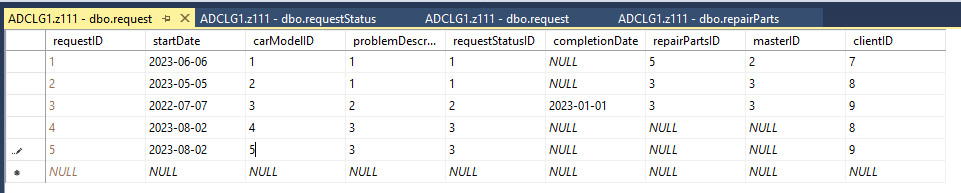 ADCLG1.z111 - dbo.request ADCLG1.z111 - dbo.requestStatus ADCLG1.z111 - dbo.request ADCLG1.z111 - dbo.repairParts
requestID startDate carModelID problemDescr... requestStatusID completionDate repairPartsID masterID clientID
1 2023-06-06 1 1 1 NULL 5 2 7
2 2023-05-05 2 1 1 NULL 3 3 8
3 2022-07-07 3 2 2 2023-01-01 3 3 9
4 2023-08-02 4 3 3 NULL NULL NULL 8
5 2023-08-02 5 3 3 NULL NULL NULL 9
NULL NULL NULL NULL NULL NULL NULL NULL NULL